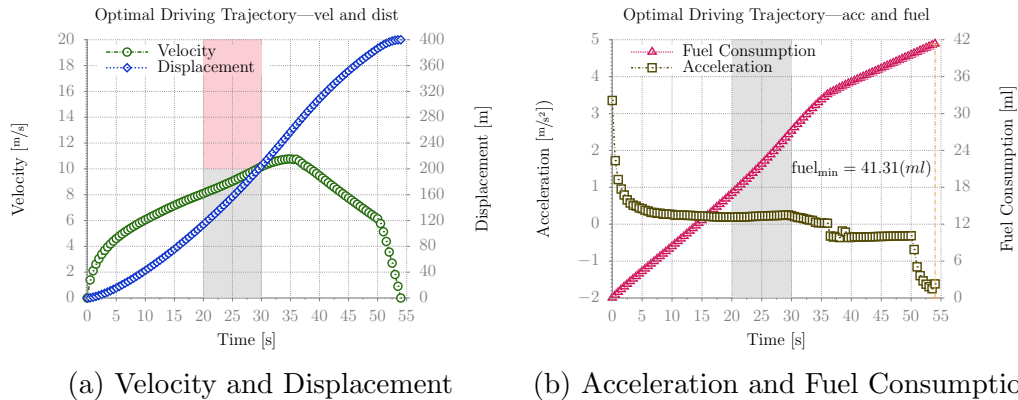 Optimal Driving Trajectory—vel and dist
20
18
16
14
12
10
8
6
4
2
0
Velocity [m/s]
Velocity
Displacement
400
360
320
280
240
200
160
120
80
40
0
Displacement [m]
0 5 10 15 20 25 30 35 40 45 50 55
Time [s]
(a) Velocity and Displacement
Optimal Driving Trajectory—acc and fuel
5
4
3
2
1
0
−1
−2
Acceleration [m/s²])
Fuel Consumption
Acceleration
fuelmin = 41.31(ml)
42
36
30
24
18
12
6
0
Fuel Consumption [ml]
0 5 10 15 20 25 30 35 40 45 50 55
Time [s]
(b) Acceleration and Fuel Consumptio